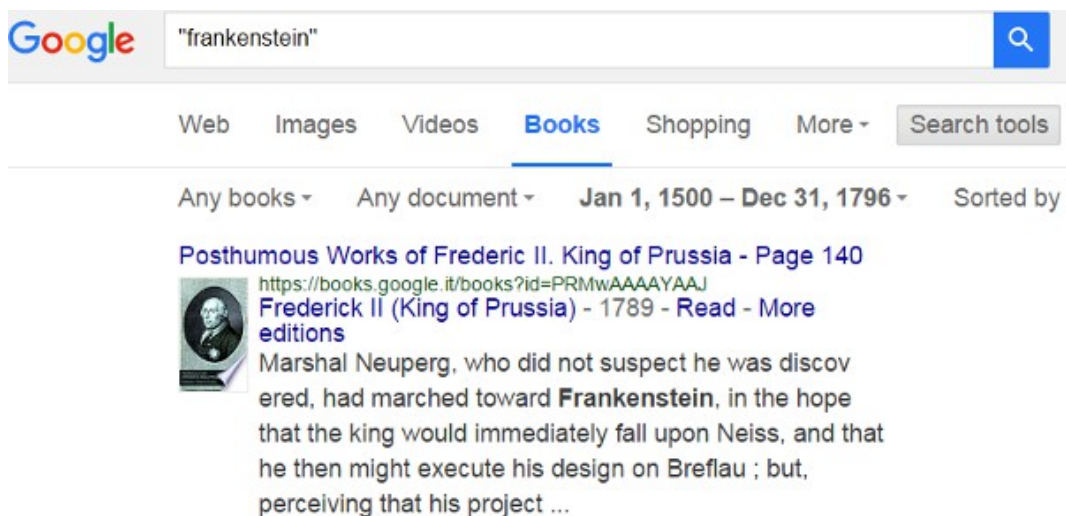 Google "frankenstein"
Web Images Videos Books Shopping More Search tools
Any books Any document Jan 1, 1500 – Dec 31, 1796 Sorted by
Posthumous Works of Frederic II. King of Prussia - Page 140
https://books.google.it/books?id=PRMwAAAAYAAJ
Frederick II (King of Prussia) - 1789 - Read - More
editions
Marshal Neuperg, who did not suspect he was discov
ered, had marched toward Frankenstein, in the hope
that the king would immediately fall upon Neiss, and that
he then might execute his design on Breflau ; but,
perceiving that his project ...